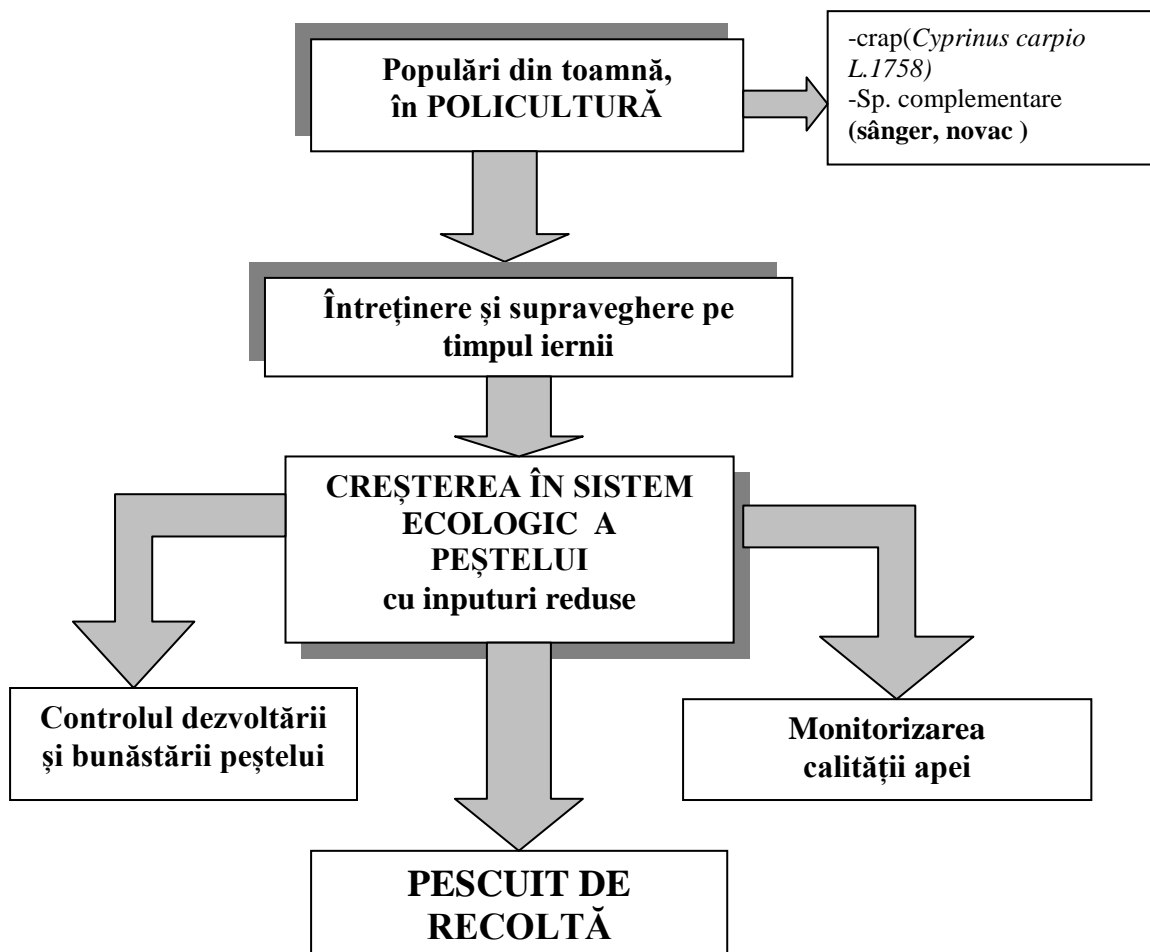 Populări din toamnă,
în POLICULTURĂ
-crap(Cyprinus carpio
L.1758)
-Sp. complementare
(sânger, novac )
Întreținere și supraveghere pe
timpul iernii
CREȘTEREA ÎN SISTEM
ECOLOGIC A
PEȘTELUI
cu inputuri reduse
Controlul dezvoltării
și bunăstării peștelui
Monitorizarea
calității apei
PESCUIT DE
RECOLTĂ